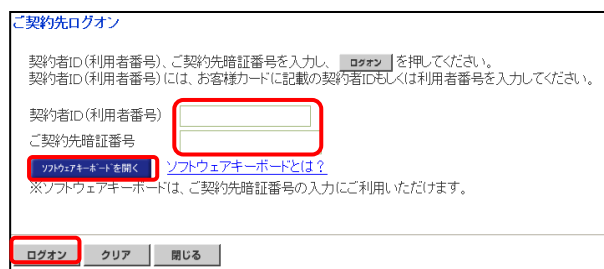 ご契約先ログオン
契約者ID(利用者番号)、ご契約先暗証番号を入力し、 ログオン を押してください。
契約者ID(利用者番号)には、お客様カードに記載の契約者IDもしくは利用者番号を入力してください。
契約者ID(利用者番号)
ご契約先暗証番号
ソフトウェアキーボードを開く ソフトウェアキーボードとは？
※ソフトウェアキーボードは、ご契約先暗証番号の入力にご利用いただけます。
ログオン クリア 閉じる